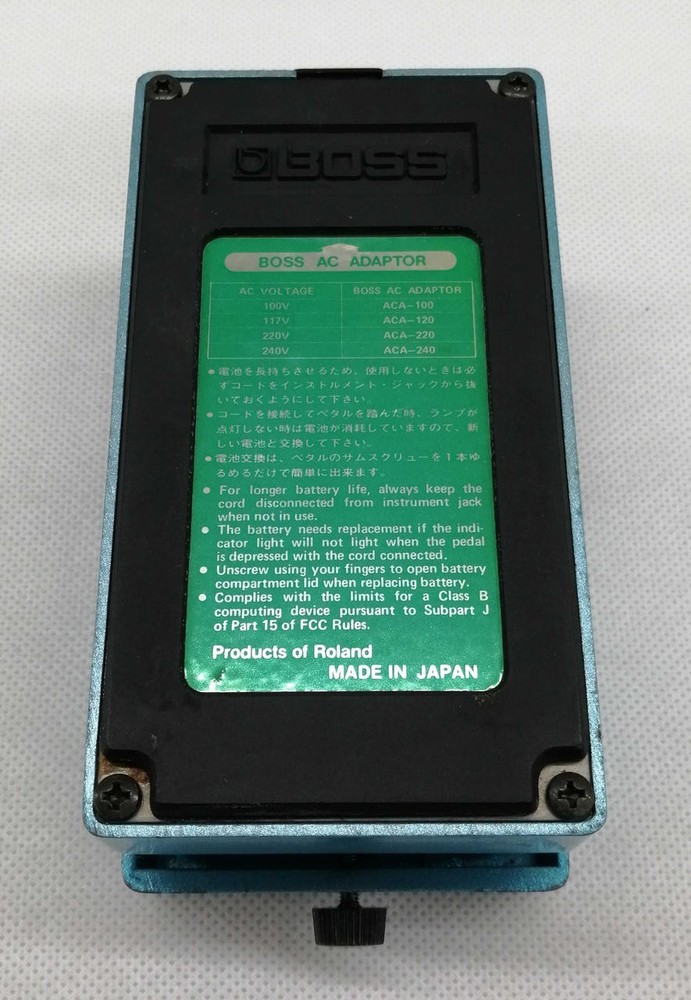 BOSS
BOSS AC ADAPTOR
AC VOLTAGE BOSS AC ADAPTOR
100V ACA-100
117V ACA-120
220V ACA-220
240V ACA-240
●電池を長持ちさせるため、使用しないときは必
ずコードをインストルメント・ジャックから抜
いておくようにして下さい。
●コードを接続してペタルを踏んだ時、ランプが
点灯しない時は電池が消耗していますので、新
しい電池と交換して下さい。
●電池交換は、ペタルのサムスクリューを1本ゆ
るめるだけで簡単に出来ます。
● For longer battery life, always keep the
cord disconnected from instrument jack
when not in use.
● The battery needs replacement if the indi-
cator light will not light when the pedal
is depressed with the cord connected.
● Unscrew using your fingers to open battery
compartment lid when replacing battery.
● Complies with the limits for a Class B
computing device pursuant to Subpart J
of Part 15 of FCC Rules.
Products of Roland
MADE IN JAPAN